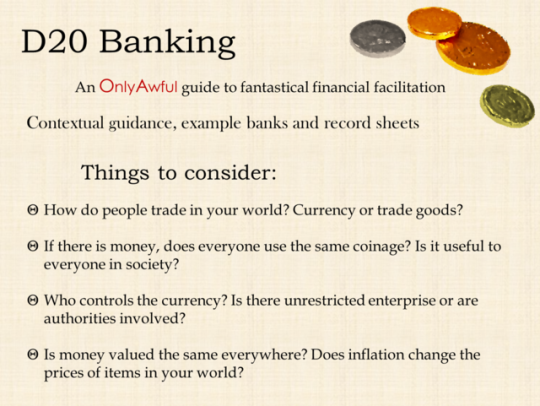 D20 Banking
An OnlyAwful guide to fantastical financial facilitation
Contextual guidance, example banks and record sheets
Things to consider:
Θ How do people trade in your world? Currency or trade goods?
Θ If there is money, does everyone use the same coinage? Is it useful to
everyone in society?
Θ Who controls the currency? Is there unrestricted enterprise or are
authorities involved?
Θ Is money valued the same everywhere? Does inflation change the
prices of items in your world?